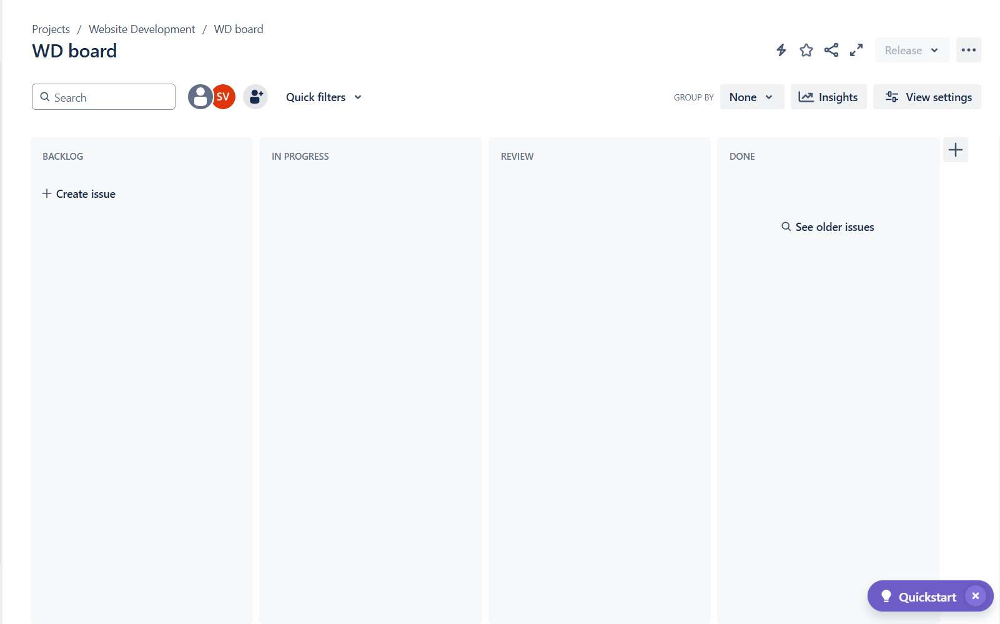 Projects / Website Development / WD board
WD board
Release
Search
SV
Quick filters
GROUP BY
None
Insights
View settings
BACKLOG
IN PROGRESS
REVIEW
DONE
Create issue
See older issues
Quickstart